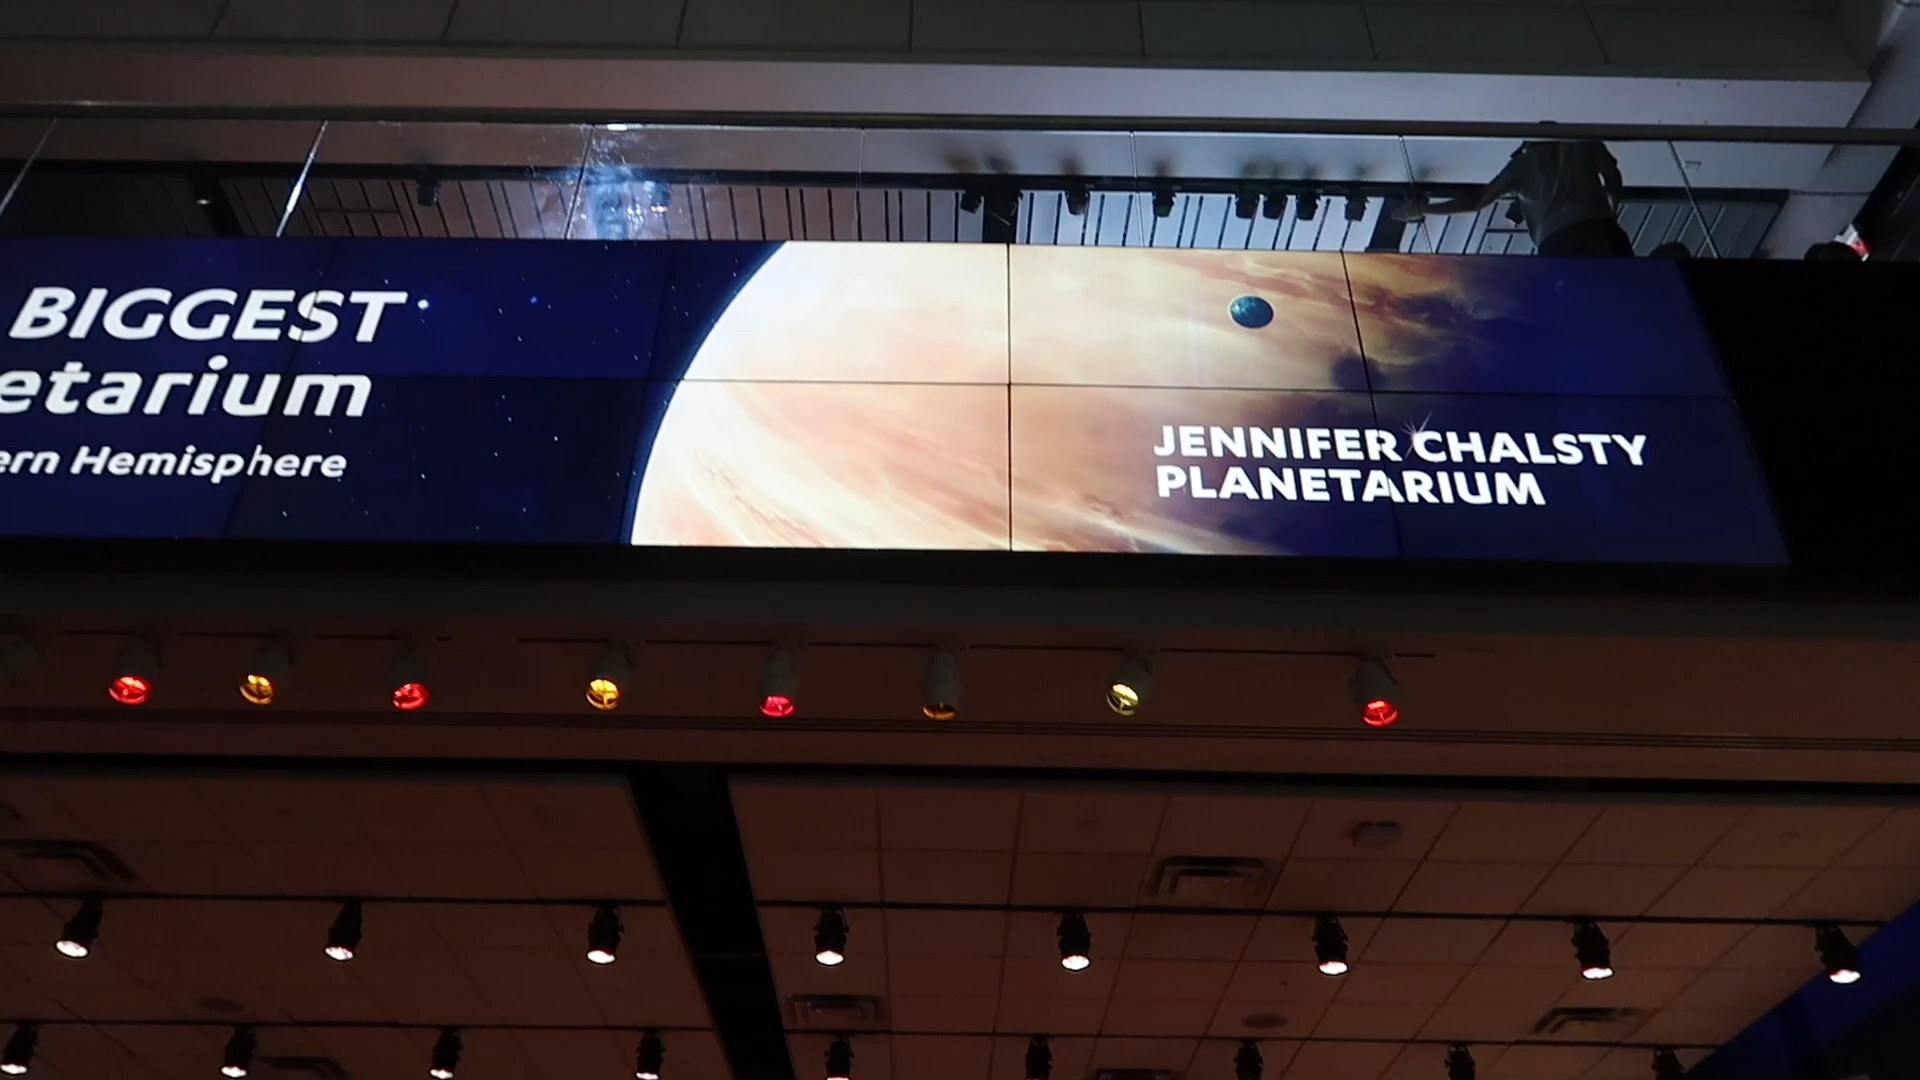 BIGGEST
etarium
ern Hemisphere
JENNIFER CHALSTY
PLANETARIUM